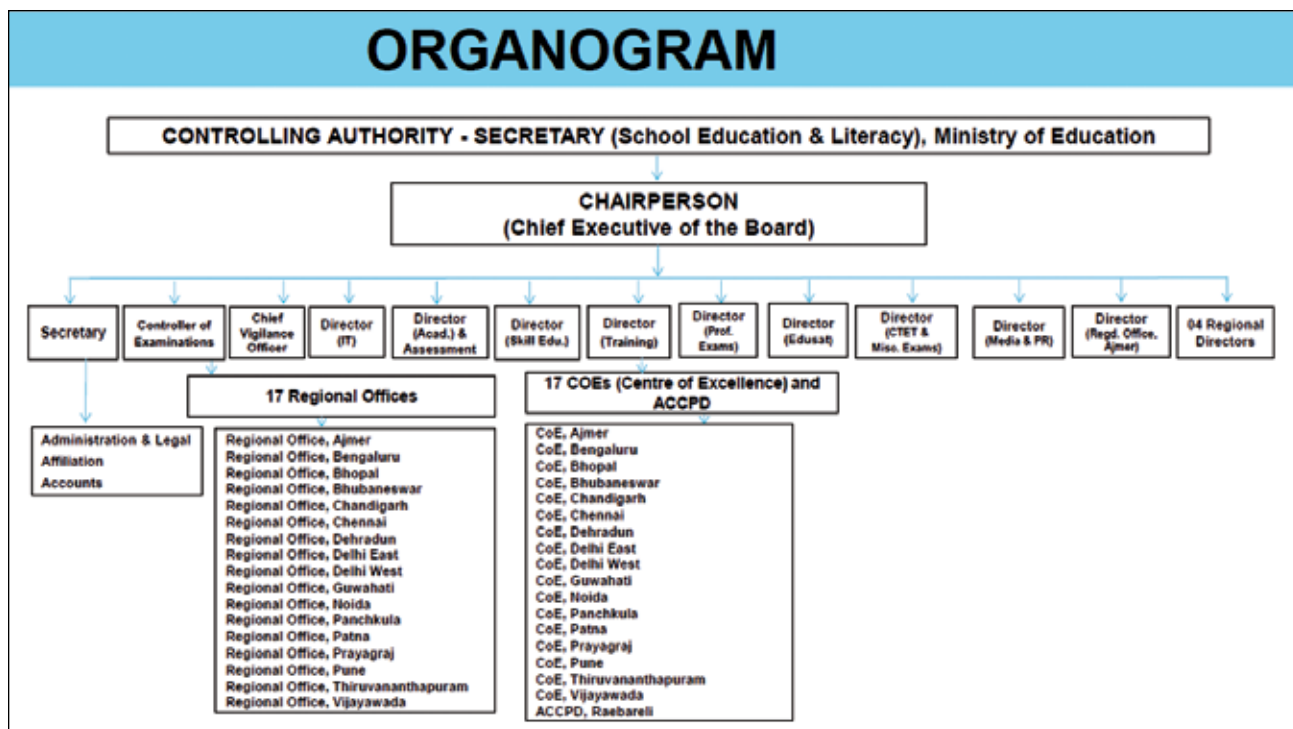 ORGANOGRAM
CONTROLLING AUTHORITY - SECRETARY (School Education & Literacy), Ministry of Education
CHAIRPERSON
(Chief Executive of the Board)
Secretary
Controller of
Examinations
Chief
Vigilance
Officer
Director
(IT)
Director
(Acad.) &
Assessment
Director
(Skill Edu.)
Director
(Training)
Director
(Prof.
Exams)
Director
(Edusat)
Director
(CTET &
Misc. Exams)
Director
(Media & PR)
Director
(Regd. Office,
Ajmer)
04 Regional
Directors
Administration & Legal
Affiliation
Accounts
17 Regional Offices
Regional Office, Ajmer
Regional Office, Bengaluru
Regional Office, Bhopal
Regional Office, Bhubaneswar
Regional Office, Chandigarh
Regional Office, Chennai
Regional Office, Dehradun
Regional Office, Delhi East
Regional Office, Delhi West
Regional Office, Guwahati
Regional Office, Noida
Regional Office, Panchkula
Regional Office, Patna
Regional Office, Prayagraj
Regional Office, Pune
Regional Office, Thiruvananthapuram
Regional Office, Vijayawada
17 COEs (Centre of Excellence) and
ACCPD
CoE, Ajmer
CoE, Bengaluru
CoE, Bhopal
CoE, Bhubaneswar
CoE, Chandigarh
CoE, Chennai
CoE, Dehradun
CoE, Delhi East
CoE, Delhi West
CoE, Guwahati
CoE, Noida
CoE, Panchkula
CoE, Patna
CoE, Prayagraj
CoE, Pune
CoE, Thiruvananthapuram
CoE, Vijayawada
ACCPD, Raebareli